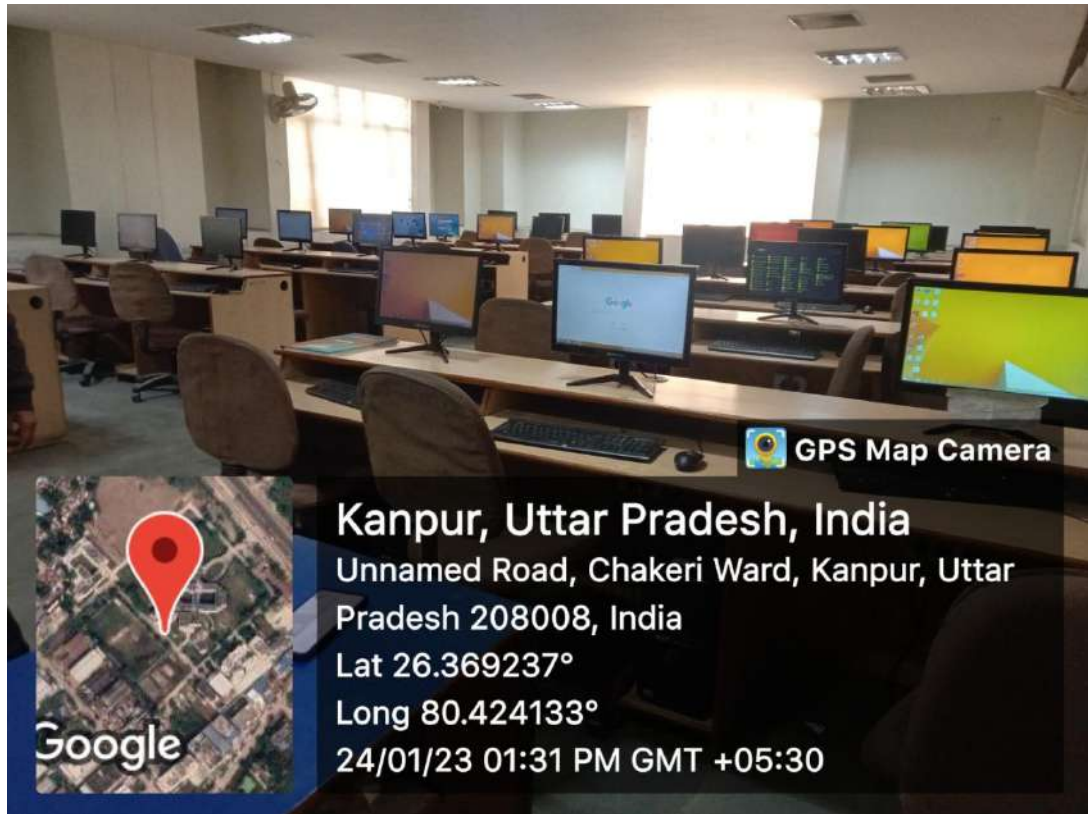 Google
GPS Map Camera
Kanpur, Uttar Pradesh, India
Unnamed Road, Chakeri Ward, Kanpur, Uttar
Pradesh 208008, India
Lat 26.369237°
Long 80.424133°
24/01/23 01:31 PM GMT +05:30
Google